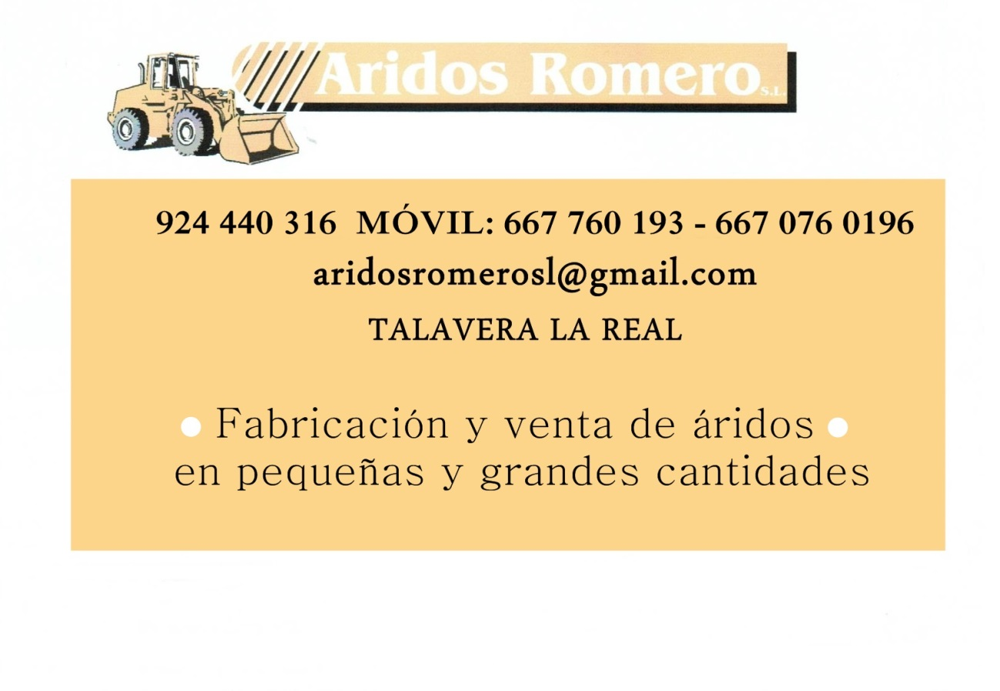 Aridos Romero S.L.
924 440 316 MÓVIL: 667 760 193 - 667 076 0196
aridosromerosl@gmail.com
TALAVERA LA REAL
● Fabricación y venta de áridos ●
en pequeñas y grandes cantidades